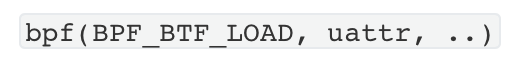 bpf(BPF_BTF_LOAD, uattr, ..)